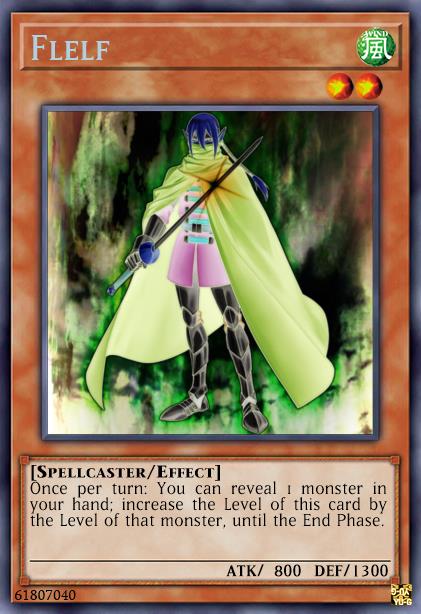 Flelf
WIND
風
[Spellcaster/Effect]
Once per turn: You can reveal 1 monster in
your hand; increase the Level of this card by
the Level of that monster, until the End Phase.
ATK/ 800 DEF/1300
61807040